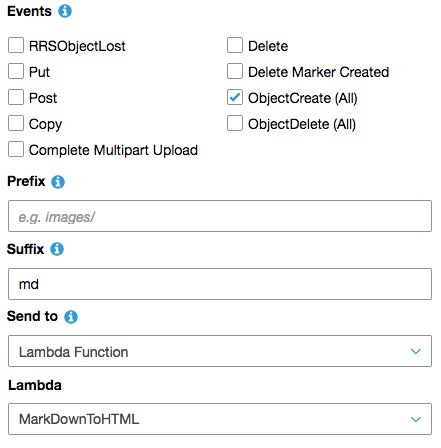 Events
RRSObjectLost
Delete
Put
Delete Marker Created
Post
ObjectCreate (All)
Copy
ObjectDelete (All)
Complete Multipart Upload
Prefix
e.g. images/
Suffix
md
Send to
Lambda Function
Lambda
MarkDownToHTML